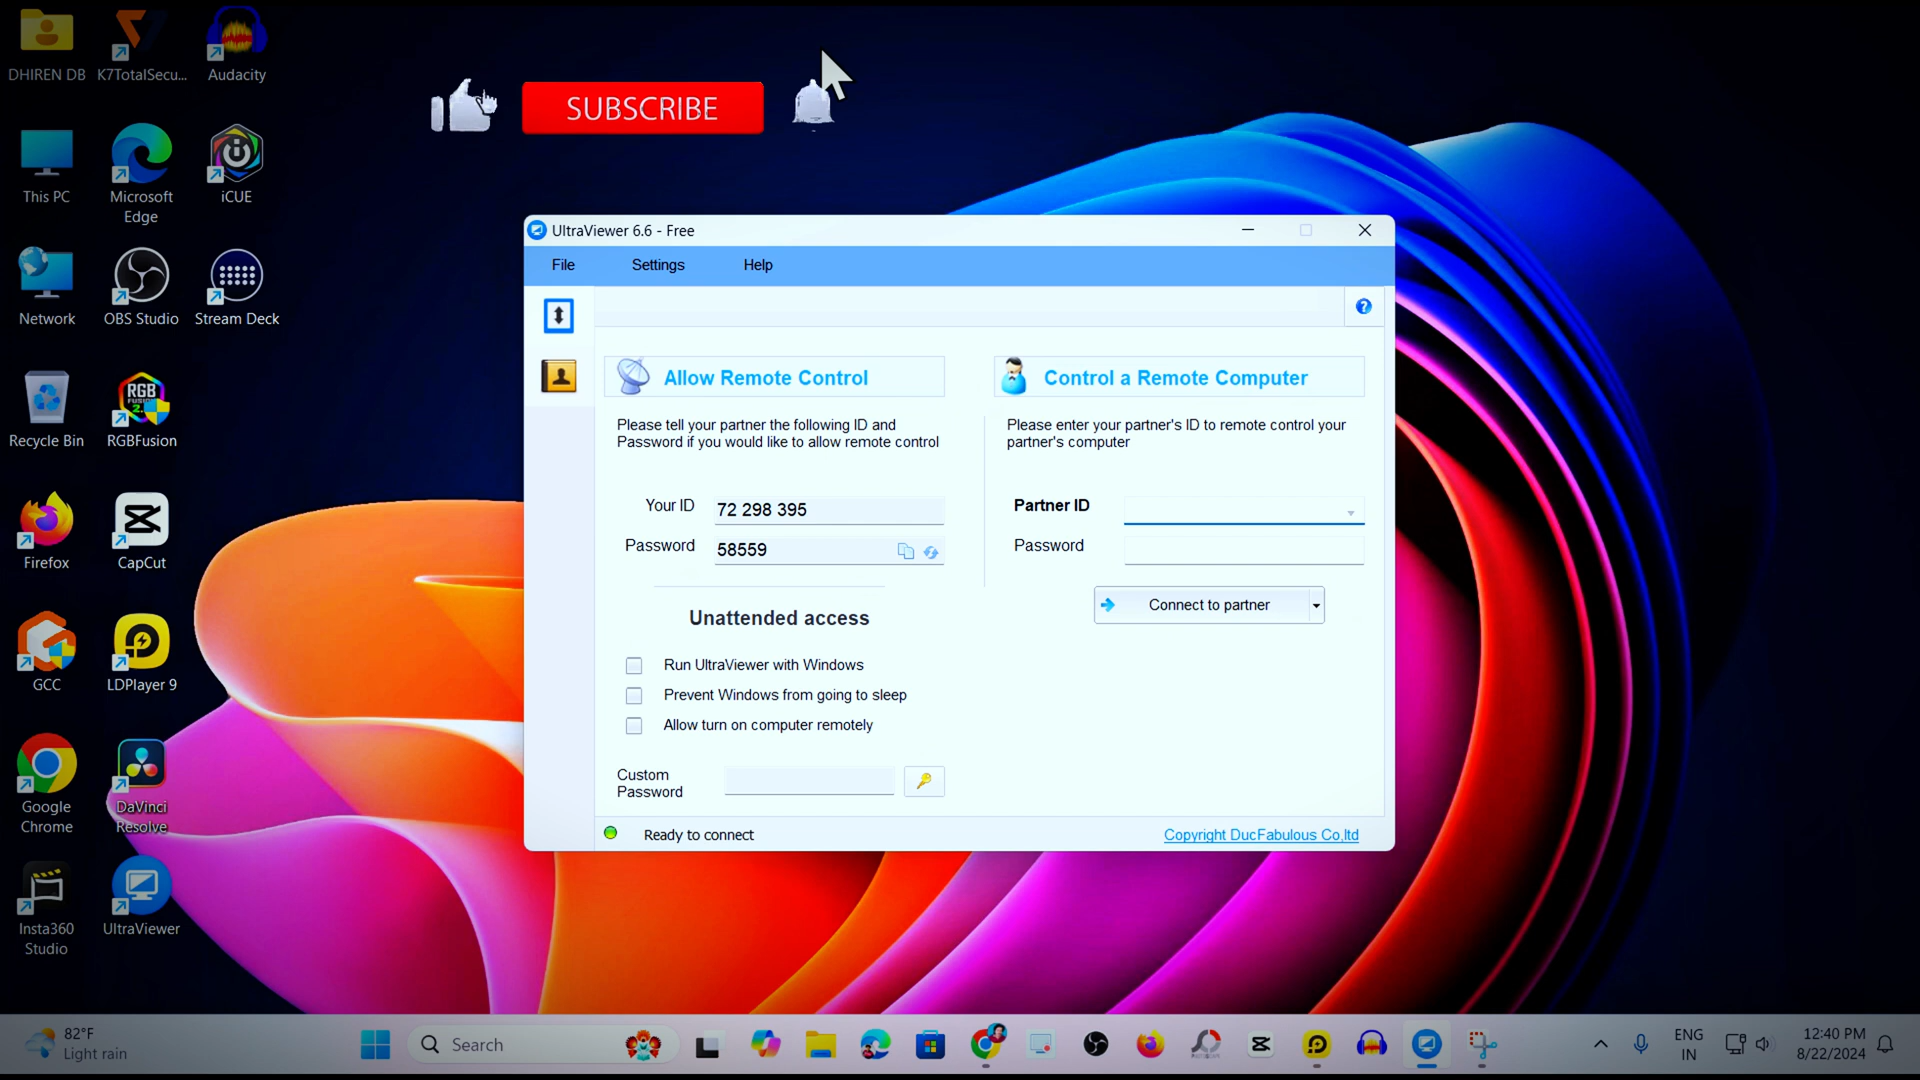 DHIREN DB
K7TotalSecu...
Audacity
This PC
Microsoft
Edge
iCUE
Network
OBS Studio
Stream Deck
Recycle Bin
RGB
RGBFusion
Firefox
CapCut
GCC
LDPlayer 9
Google
Chrome
DaVinci
Resolve
Insta360
Studio
UltraViewer
SUBSCRIBE
UltraViewer 6.6 - Free
File
Settings
Help
Allow Remote Control
Please tell your partner the following ID and
Password if you would like to allow remote control
Your ID
72 298 395
Password
58559
Unattended access
Run UltraViewer with Windows
Prevent Windows from going to sleep
Allow turn on computer remotely
Custom
Password
Control a Remote Computer
Please enter your partner's ID to remote control your
partner's computer
Partner ID
Password
Connect to partner
Ready to connect
Copyright DucFabulous Co,ltd
82°F
Light rain
Search
ENG
IN
12:40 PM
8/22/2024